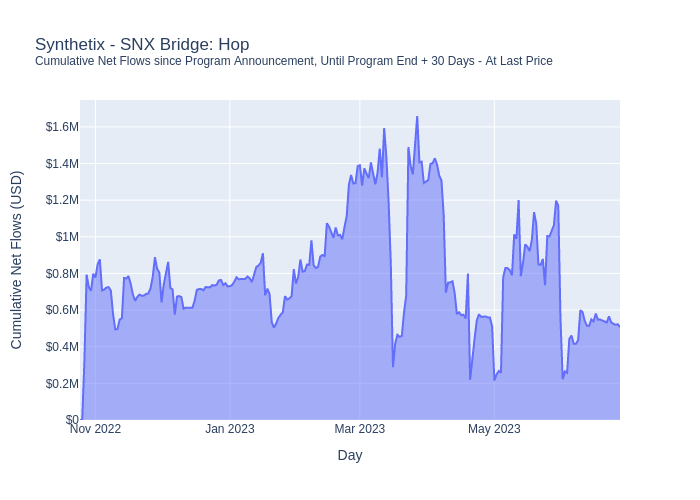 Synthetix - SNX Bridge: Hop
Cumulative Net Flows since Program Announcement, Until Program End + 30 Days - At Last Price
Cumulative Net Flows (USD)
$1.6M
$1.4M
$1.2M
$1M
$0.8M
$0.6M
$0.4M
$0.2M
$0
Nov 2022
Jan 2023
Mar 2023
May 2023
Day